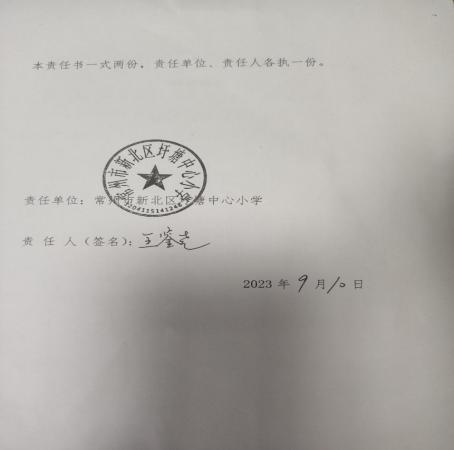 本责任书一式两份，责任单位、责任人各执一份。
常州市新北区圩塘中心小学
责任单位：常州市新北区圩塘中心小学
责 任 人（签名）：王
2023 年 9 月 10 日